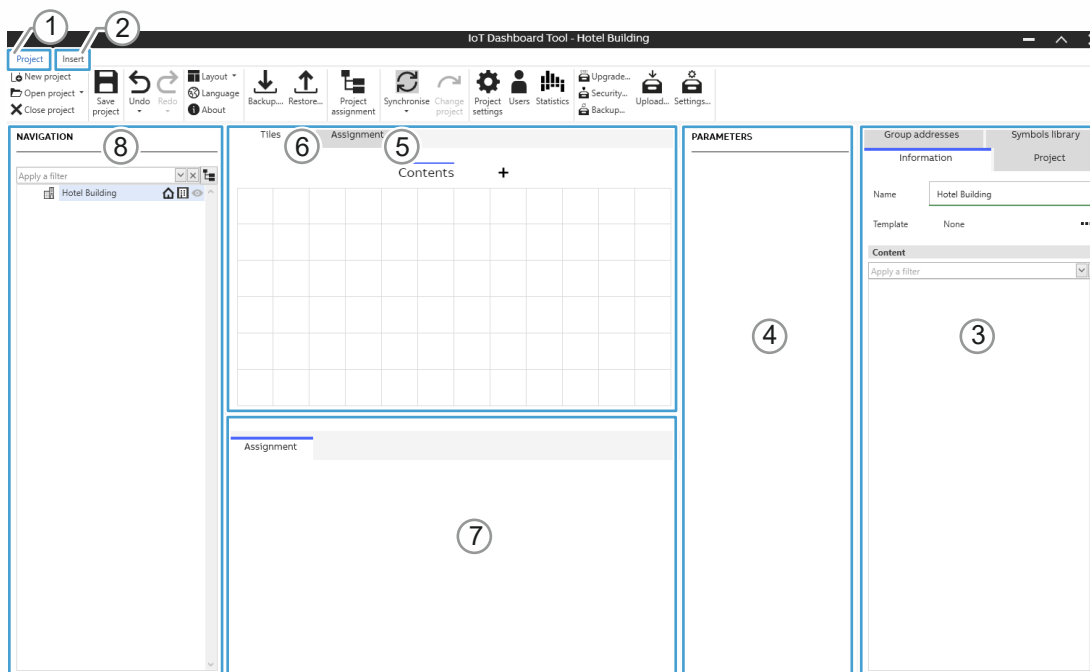 1
2
IoT Dashboard Tool - Hotel Building
Project Insert
New project
Open project
Close project
Save project
Undo
Redo
Layout
Language
About
Backup...
Restore...
Project assignment
Synchronise
Change project
Project settings
Users
Statistics
Upgrade...
Security...
Backup...
Upload...
Settings...
NAVIGATION
8
Apply a filter
Hotel Building
Tiles
6
Assignment
5
Contents +
Assignment
7
PARAMETERS
4
Group addresses Symbols library
Information Project
Name Hotel Building
Template None
Content
Apply a filter
3